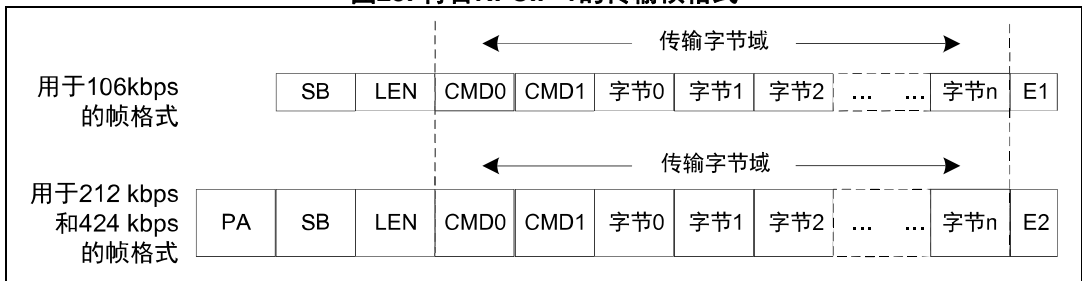 传输字节域
用于106kbps
的帧格式
SB LEN CMD0 CMD1 字节0 字节1 字节2 ... ... 字节n E1
传输字节域
用于212 kbps
和424 kbps
的帧格式
PA SB LEN CMD0 CMD1 字节0 字节1 字节2 ... ... 字节n E2